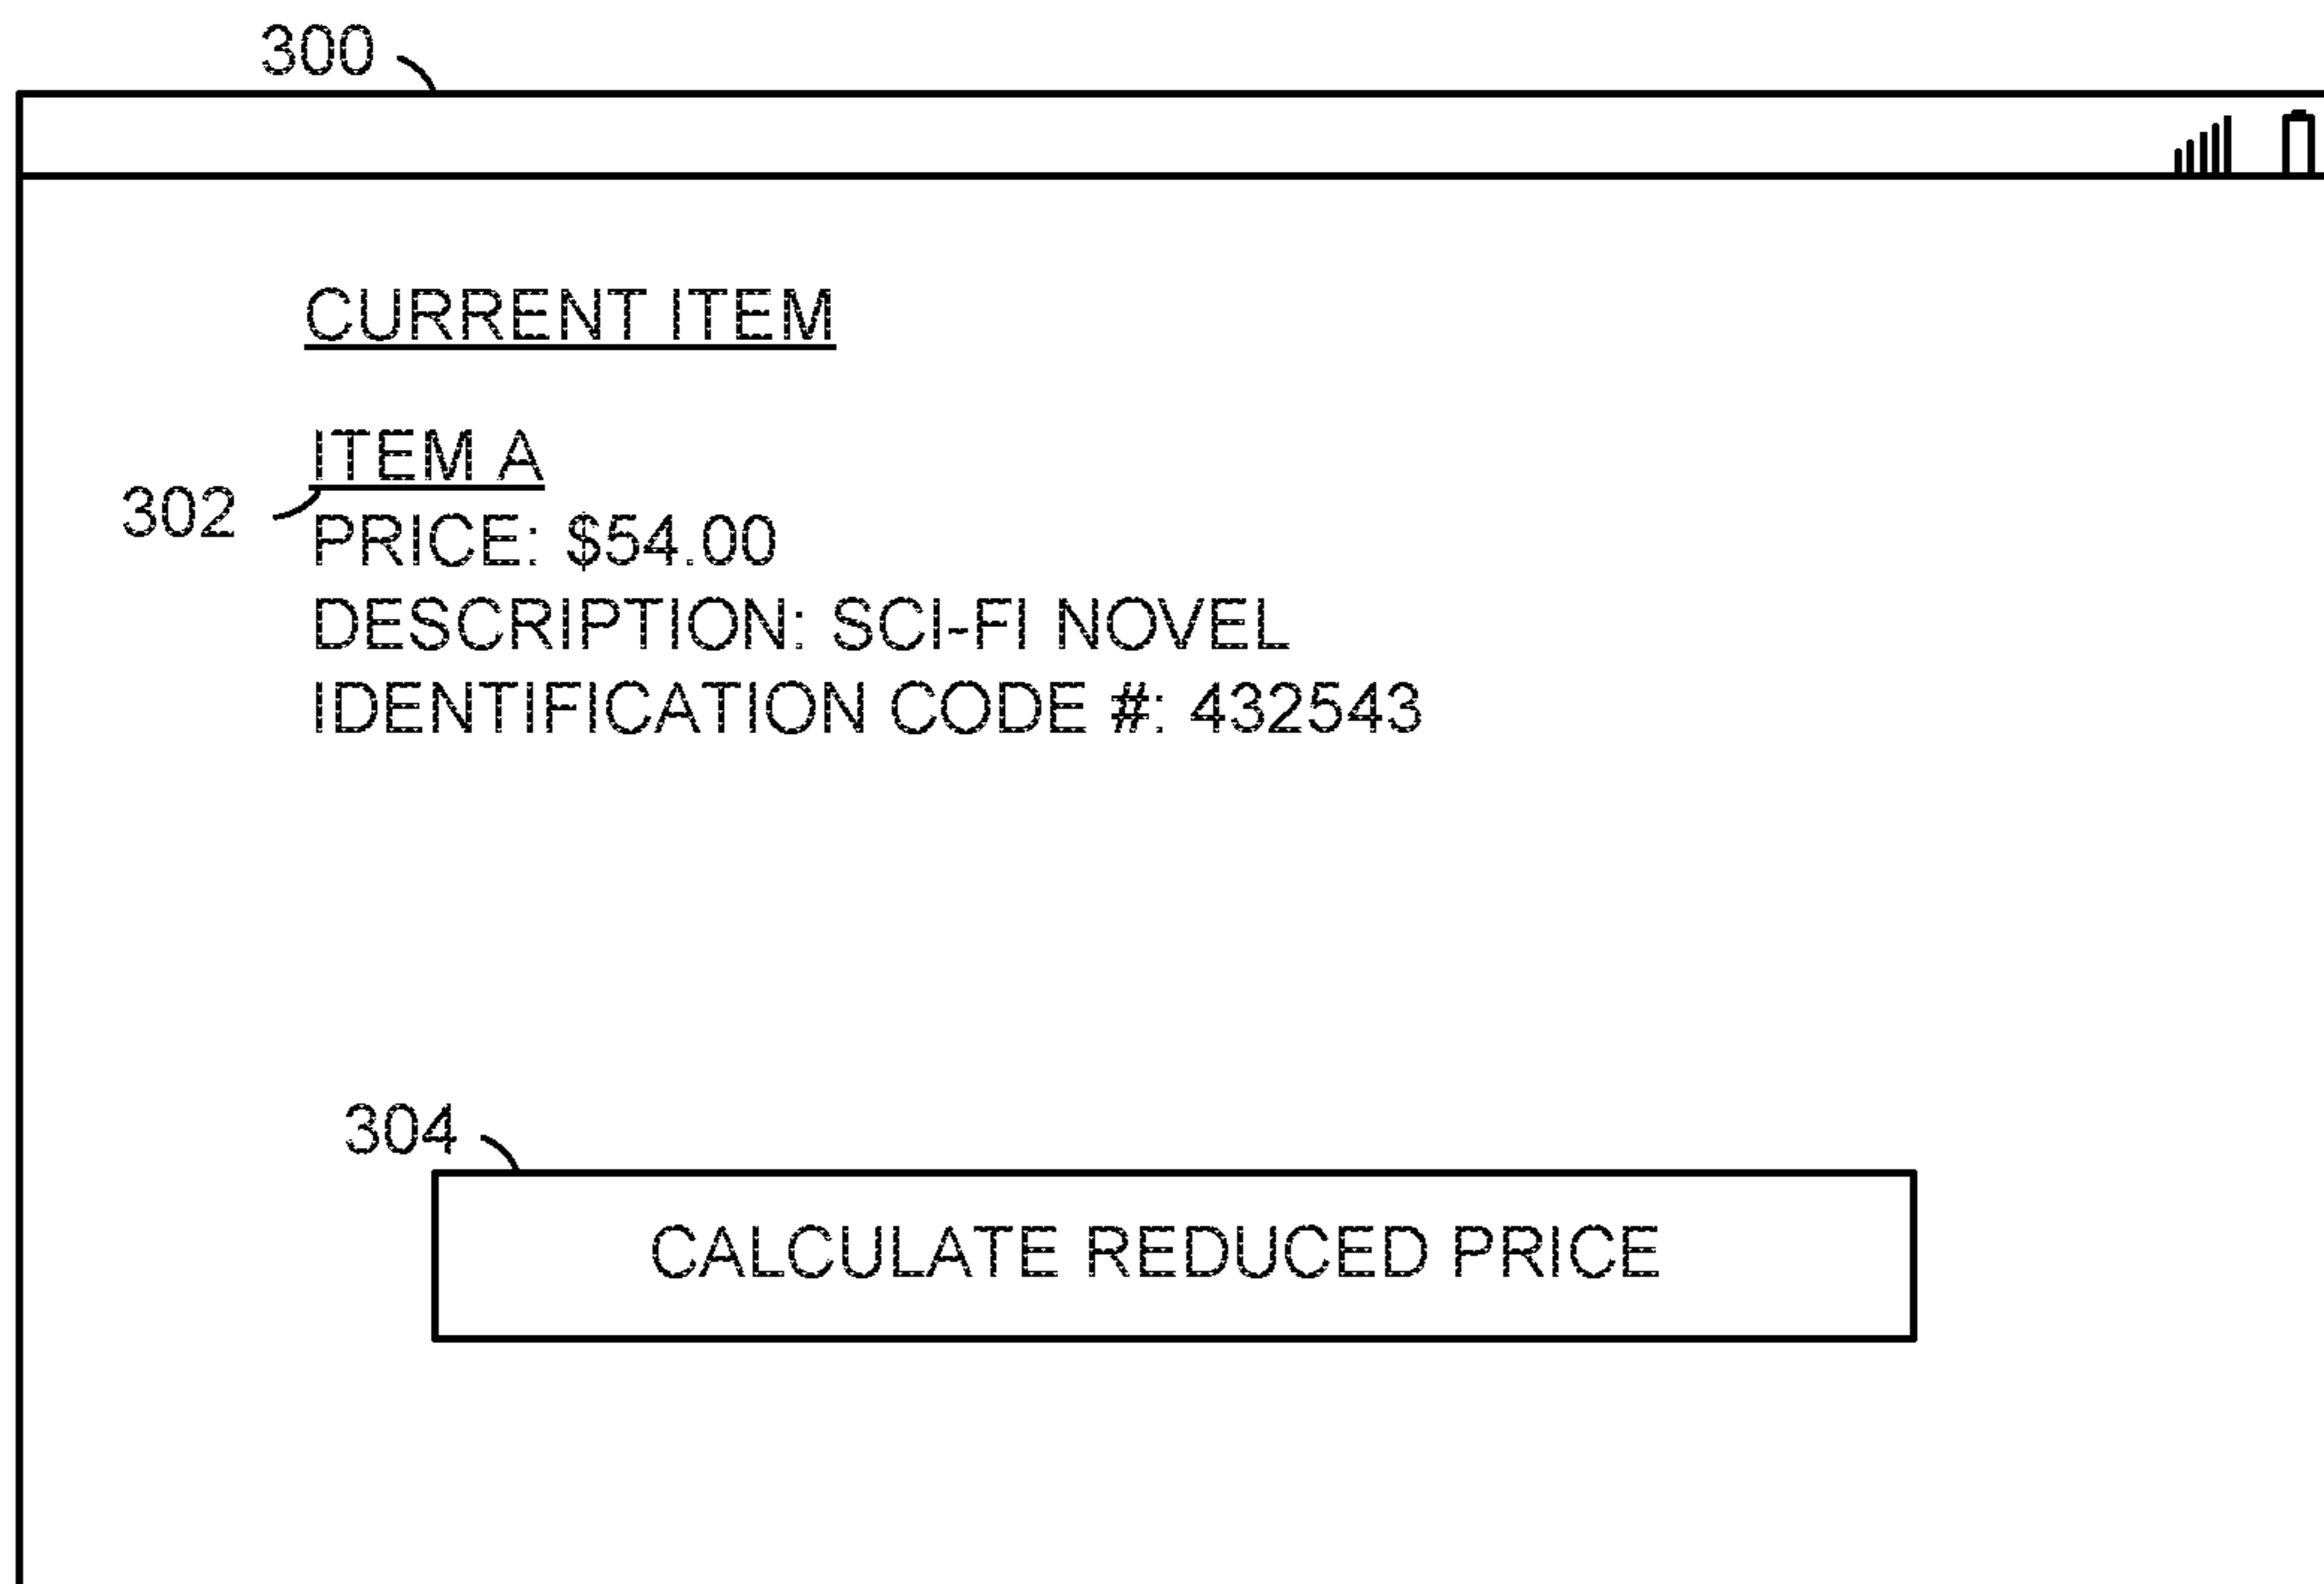 300
CURRENT ITEM
ITEM A
302
PRICE: $54.00
DESCRIPTION: SCI-FI NOVEL
IDENTIFICATION CODE #: 432543
304
CALCULATE REDUCED PRICE